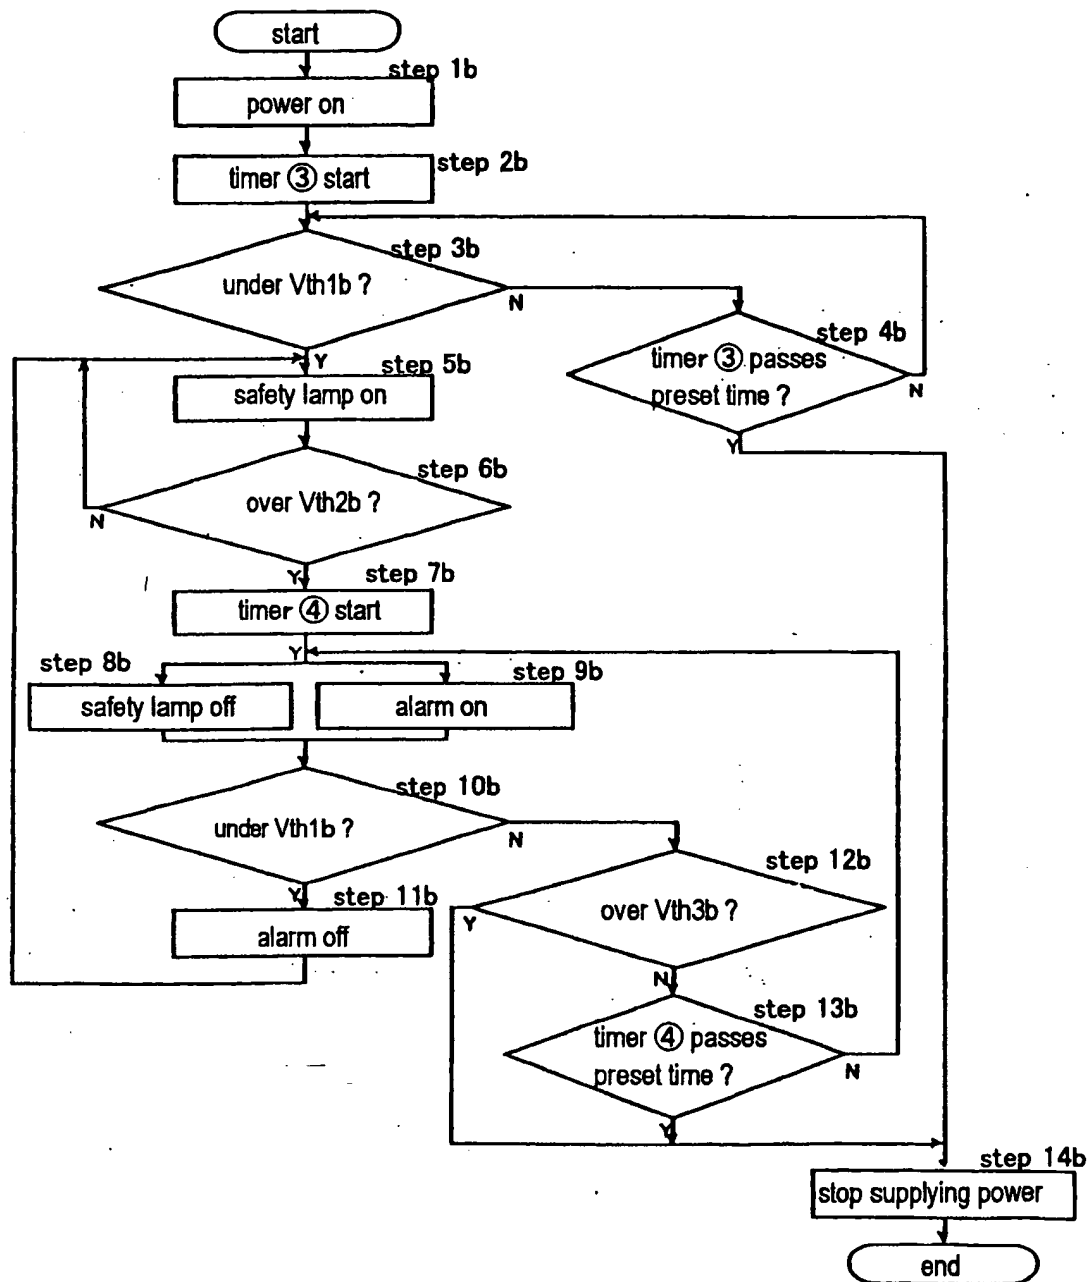 start
step 1b
power on
step 2b
timer ③ start
step 3b
under Vth1b ?
N
Y
step 4b
timer ③ passes
preset time ?
N
Y
step 5b
safety lamp on
step 6b
over Vth2b ?
N
Y
step 7b
timer ④ start
Y
step 8b
safety lamp off
step 9b
alarm on
step 10b
under Vth1b ?
N
Y
step 11b
alarm off
step 12b
over Vth3b ?
Y
N
step 13b
timer ④ passes
preset time ?
N
Y
step 14b
stop supplying power
end